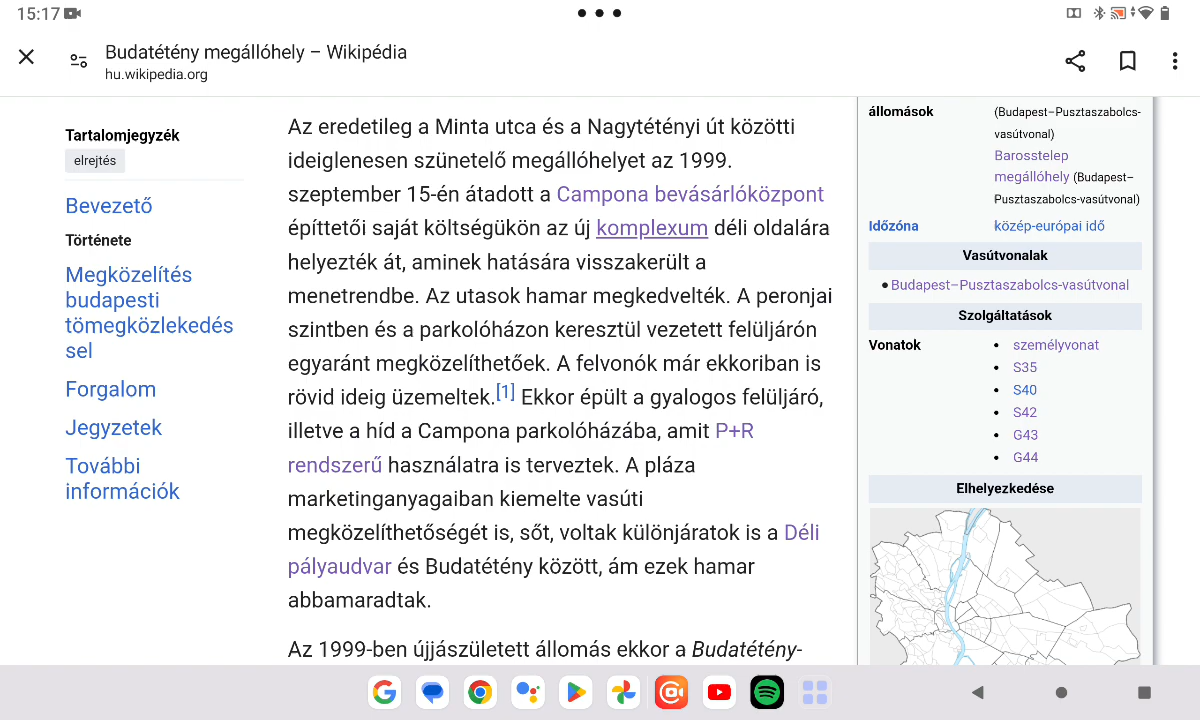 15:17
Budatétény megállóhely – Wikipédia
hu.wikipedia.org
Tartalomjegyzék
elrejtés
Bevezető
Története
Megközelítés
budapesti
tömegközlekedés
sel
Forgalom
Jegyzetek
További
információk
Az eredetileg a Minta utca és a Nagytétényi út közötti
ideiglenesen szünetelő megállóhelyet az 1999.
szeptember 15-én átadott a Campona bevásárlóközpont
építtetői saját költségükön az új komplexum déli oldalára
helyezték át, aminek hatására visszakerült a
menetrendbe. Az utasok hamar megkedvelték. A peronjai
szintben és a parkolóházon keresztül vezetett felüljárón
egyaránt megközelíthetőek. A felvonók már ekkoriban is
rövid ideig üzemeltek.[1] Ekkor épült a gyalogos felüljáró,
illetve a híd a Campona parkolóházába, amit P+R
rendszerű használatra is terveztek. A pláza
marketinganyagaiban kiemelte vasúti
megközelíthetőségét is, sőt, voltak különjáratok is a Déli
pályaudvar és Budatétény között, ám ezek hamar
abbamaradtak.
Az 1999-ben újjászületett állomás ekkor a Budatétény-
állomások (Budapest–Pusztaszabolcs-
vasútvonal)
Barosstelep
megállóhely (Budapest–
Pusztaszabolcs-vasútvonal)
Időzóna közép-európai idő
Vasútvonalak
• Budapest–Pusztaszabolcs-vasútvonal
Szolgáltatások
Vonatok • személyvonat
• S35
• S40
• S42
• G43
• G44
Elhelyezkedése